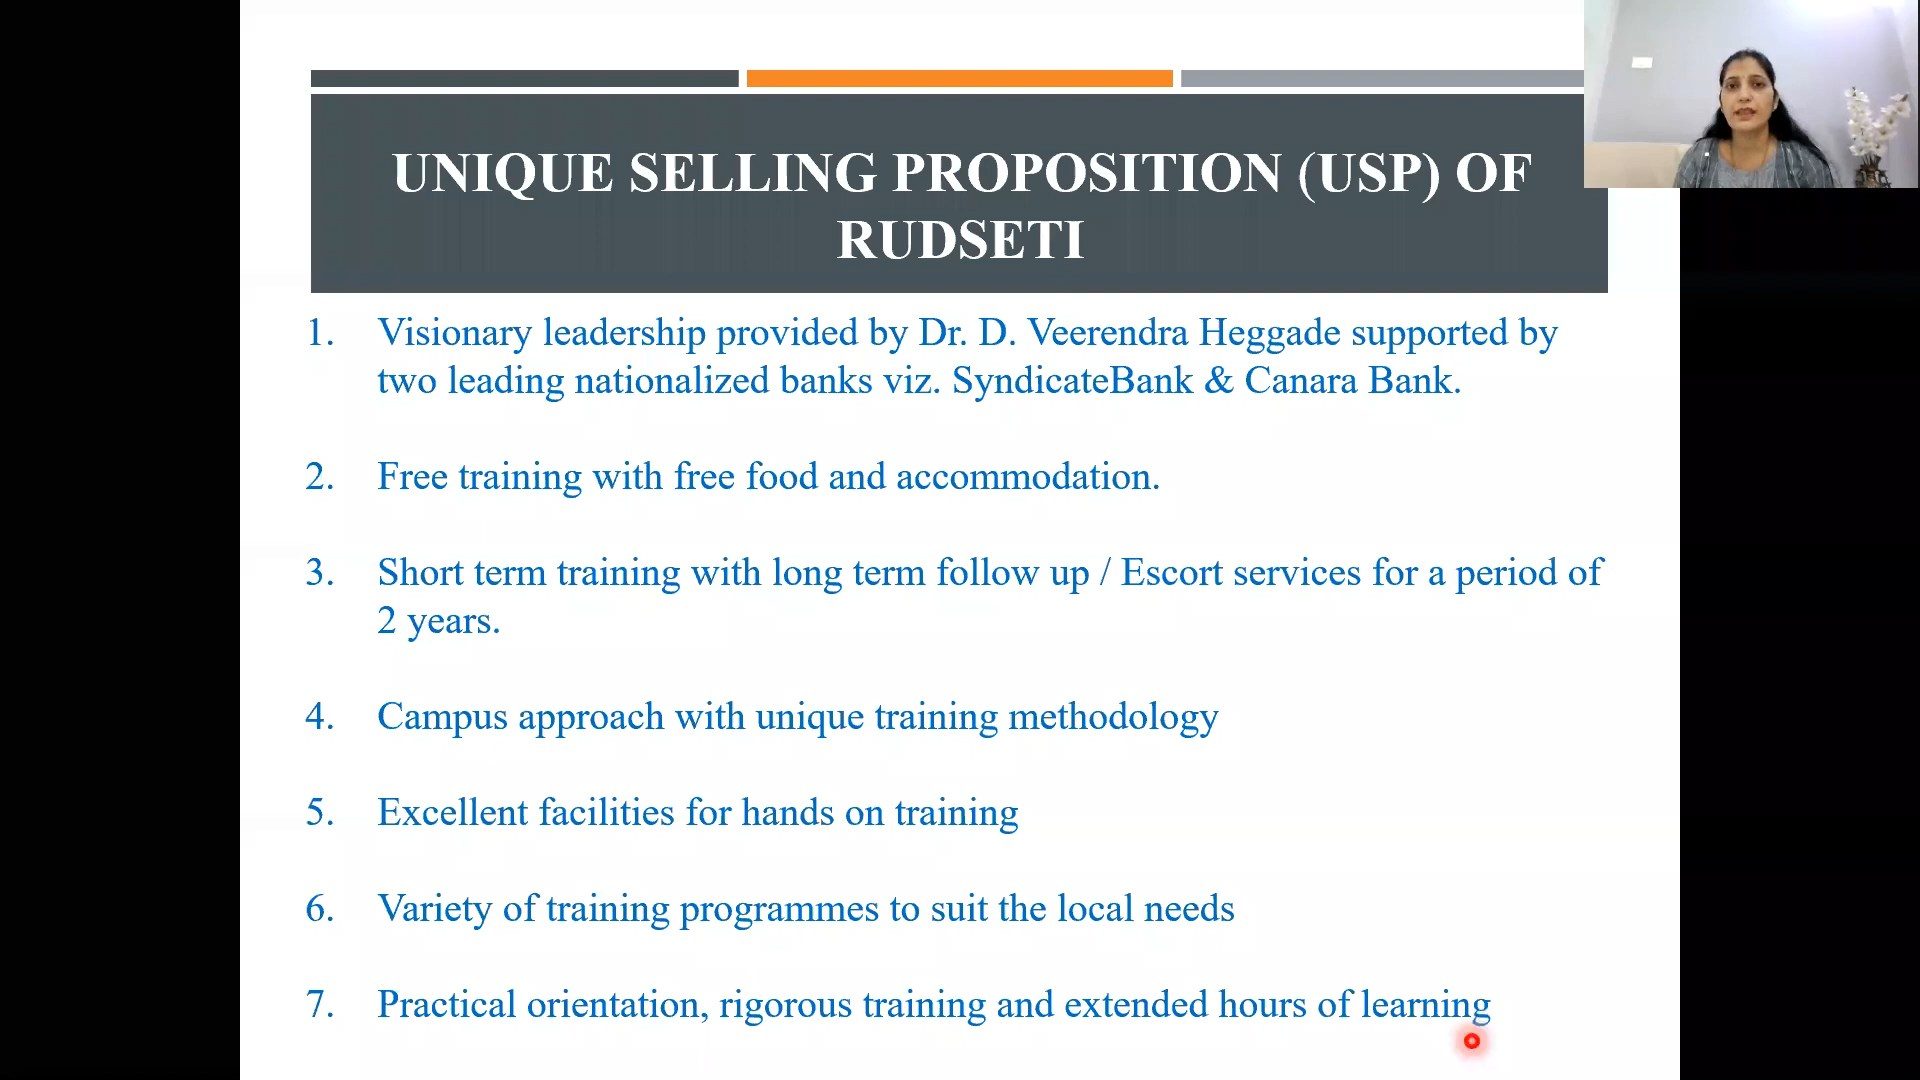 UNIQUE SELLING PROPOSITION (USP) OF
RUDSETI
1. Visionary leadership provided by Dr. D. Veerendra Heggade supported by
two leading nationalized banks viz. SyndicateBank & Canara Bank.
2. Free training with free food and accommodation.
3. Short term training with long term follow up / Escort services for a period of
2 years.
4. Campus approach with unique training methodology
5. Excellent facilities for hands on training
6. Variety of training programmes to suit the local needs
7. Practical orientation, rigorous training and extended hours of learning